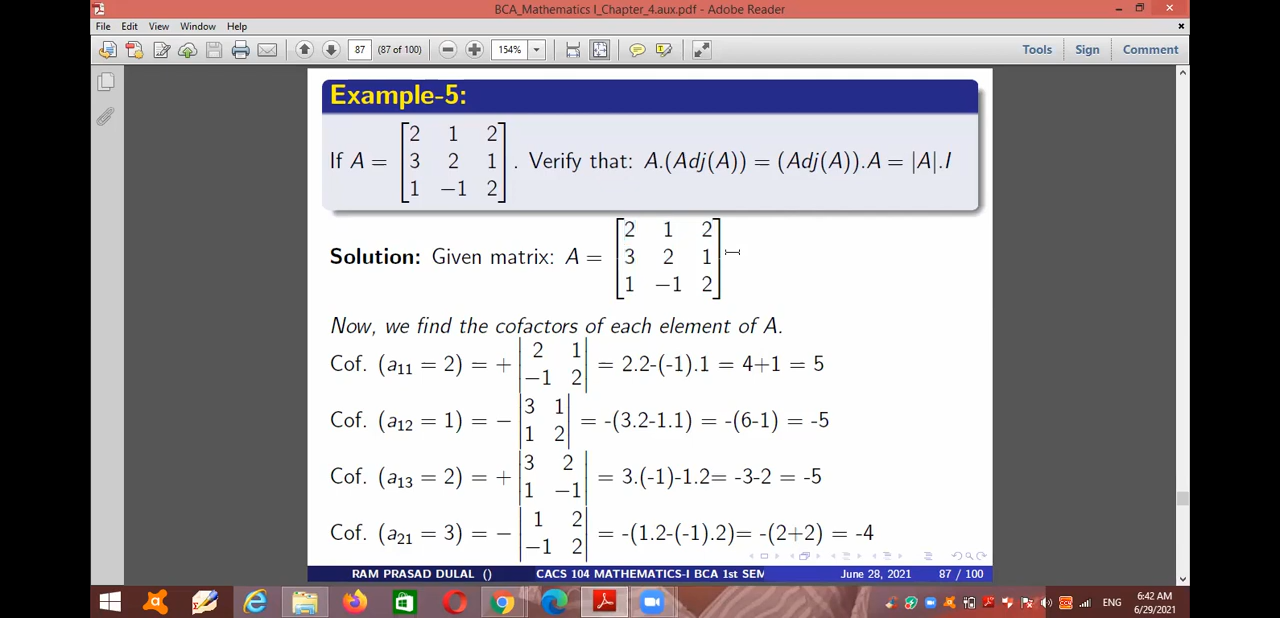 BCA_Mathematics I_Chapter_4.aux.pdf - Adobe Reader
File Edit View Window Help
87 (87 of 100) 154% Tools Sign Comment
Example-5:
If A = [2 1 2; 3 2 1; 1 −1 2]. Verify that: A.(Adj(A)) = (Adj(A)).A = |A|.I
Solution: Given matrix: A = [2 1 2; 3 2 1; 1 −1 2]
Now, we find the cofactors of each element of A.
Cof. (a₁₁ = 2) = + |2 1; −1 2| = 2.2-(-1).1 = 4+1 = 5
Cof. (a₁₂ = 1) = − |3 1; 1 2| = -(3.2-1.1) = -(6-1) = -5
Cof. (a₁₃ = 2) = + |3 2; 1 −1| = 3.(-1)-1.2= -3-2 = -5
Cof. (a₂₁ = 3) = − |1 2; −1 2| = -(1.2-(-1).2)= -(2+2) = -4
RAM PRASAD DULAL () CACS 104 MATHEMATICS-I BCA 1st SEM June 28, 2021 87 / 100
ENG 6:42 AM
6/29/2021